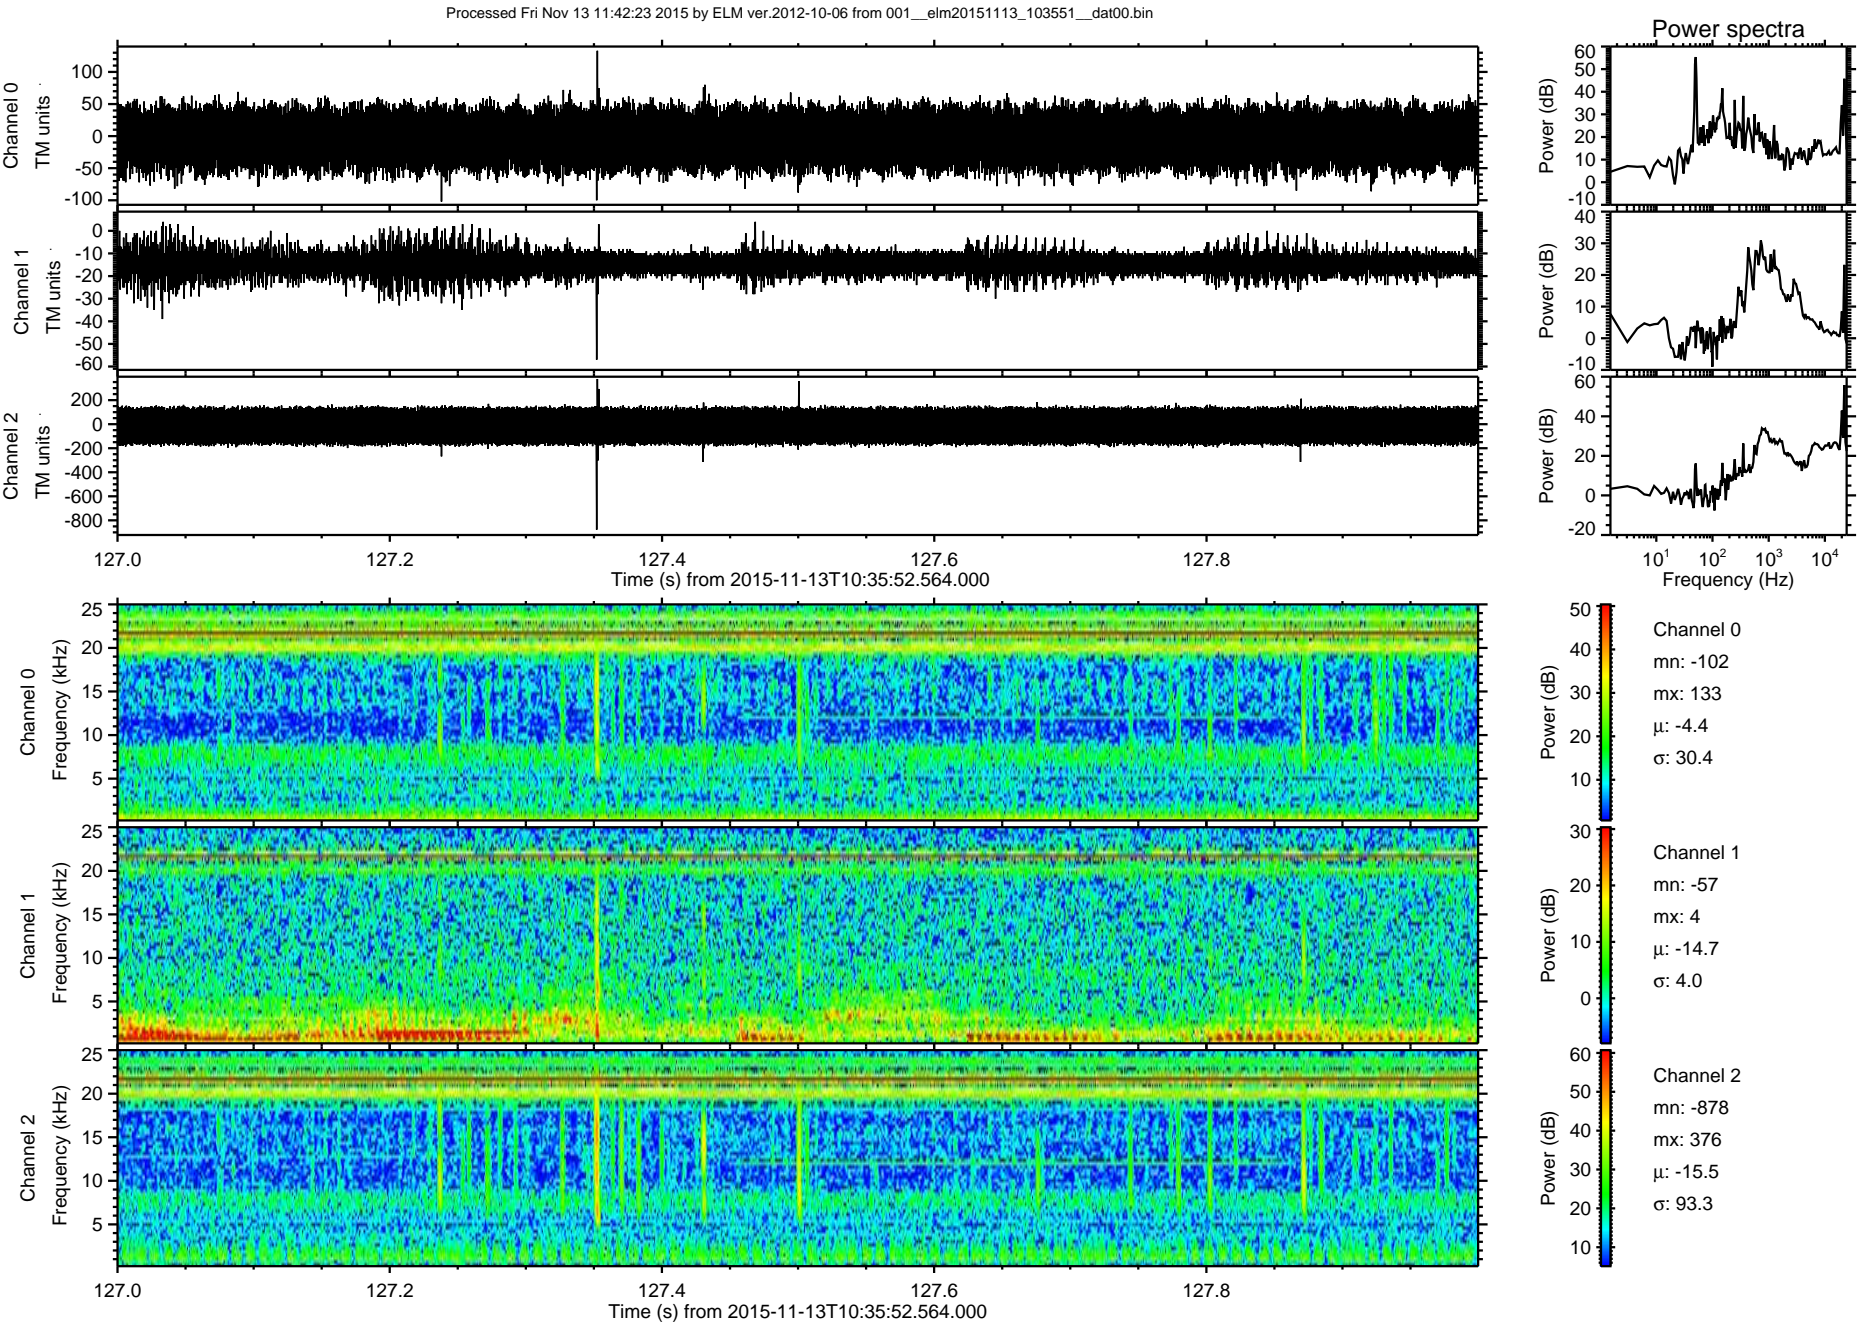 Processed Fri Nov 13 11:42:23 2015 by ELM ver.2012-10-06 from 001__elm20151113_103551__dat00.bin
Power spectra
Channel 0
TM units
100
50
0
-50
-100
Power (dB)
60
50
40
30
20
10
0
-10
Channel 1
TM units
0
-10
-20
-30
-40
-50
-60
Power (dB)
40
30
20
10
0
-10
Channel 2
TM units
200
0
-200
-400
-600
-800
Power (dB)
60
40
20
0
-20
127.0 127.2 127.4 127.6 127.8
Time (s) from 2015-11-13T10:35:52.564.000
10^1 10^2 10^3 10^4
Frequency (Hz)
Channel 0
Frequency (kHz)
25
20
15
10
5
Power (dB)
50
40
30
20
10
Channel 0
mn: -102
mx: 133
μ: -4.4
σ: 30.4
Channel 1
Frequency (kHz)
25
20
15
10
5
Power (dB)
30
20
10
0
Channel 1
mn: -57
mx: 4
μ: -14.7
σ: 4.0
Channel 2
Frequency (kHz)
25
20
15
10
5
Power (dB)
60
50
40
30
20
10
Channel 2
mn: -878
mx: 376
μ: -15.5
σ: 93.3
127.0 127.2 127.4 127.6 127.8
Time (s) from 2015-11-13T10:35:52.564.000